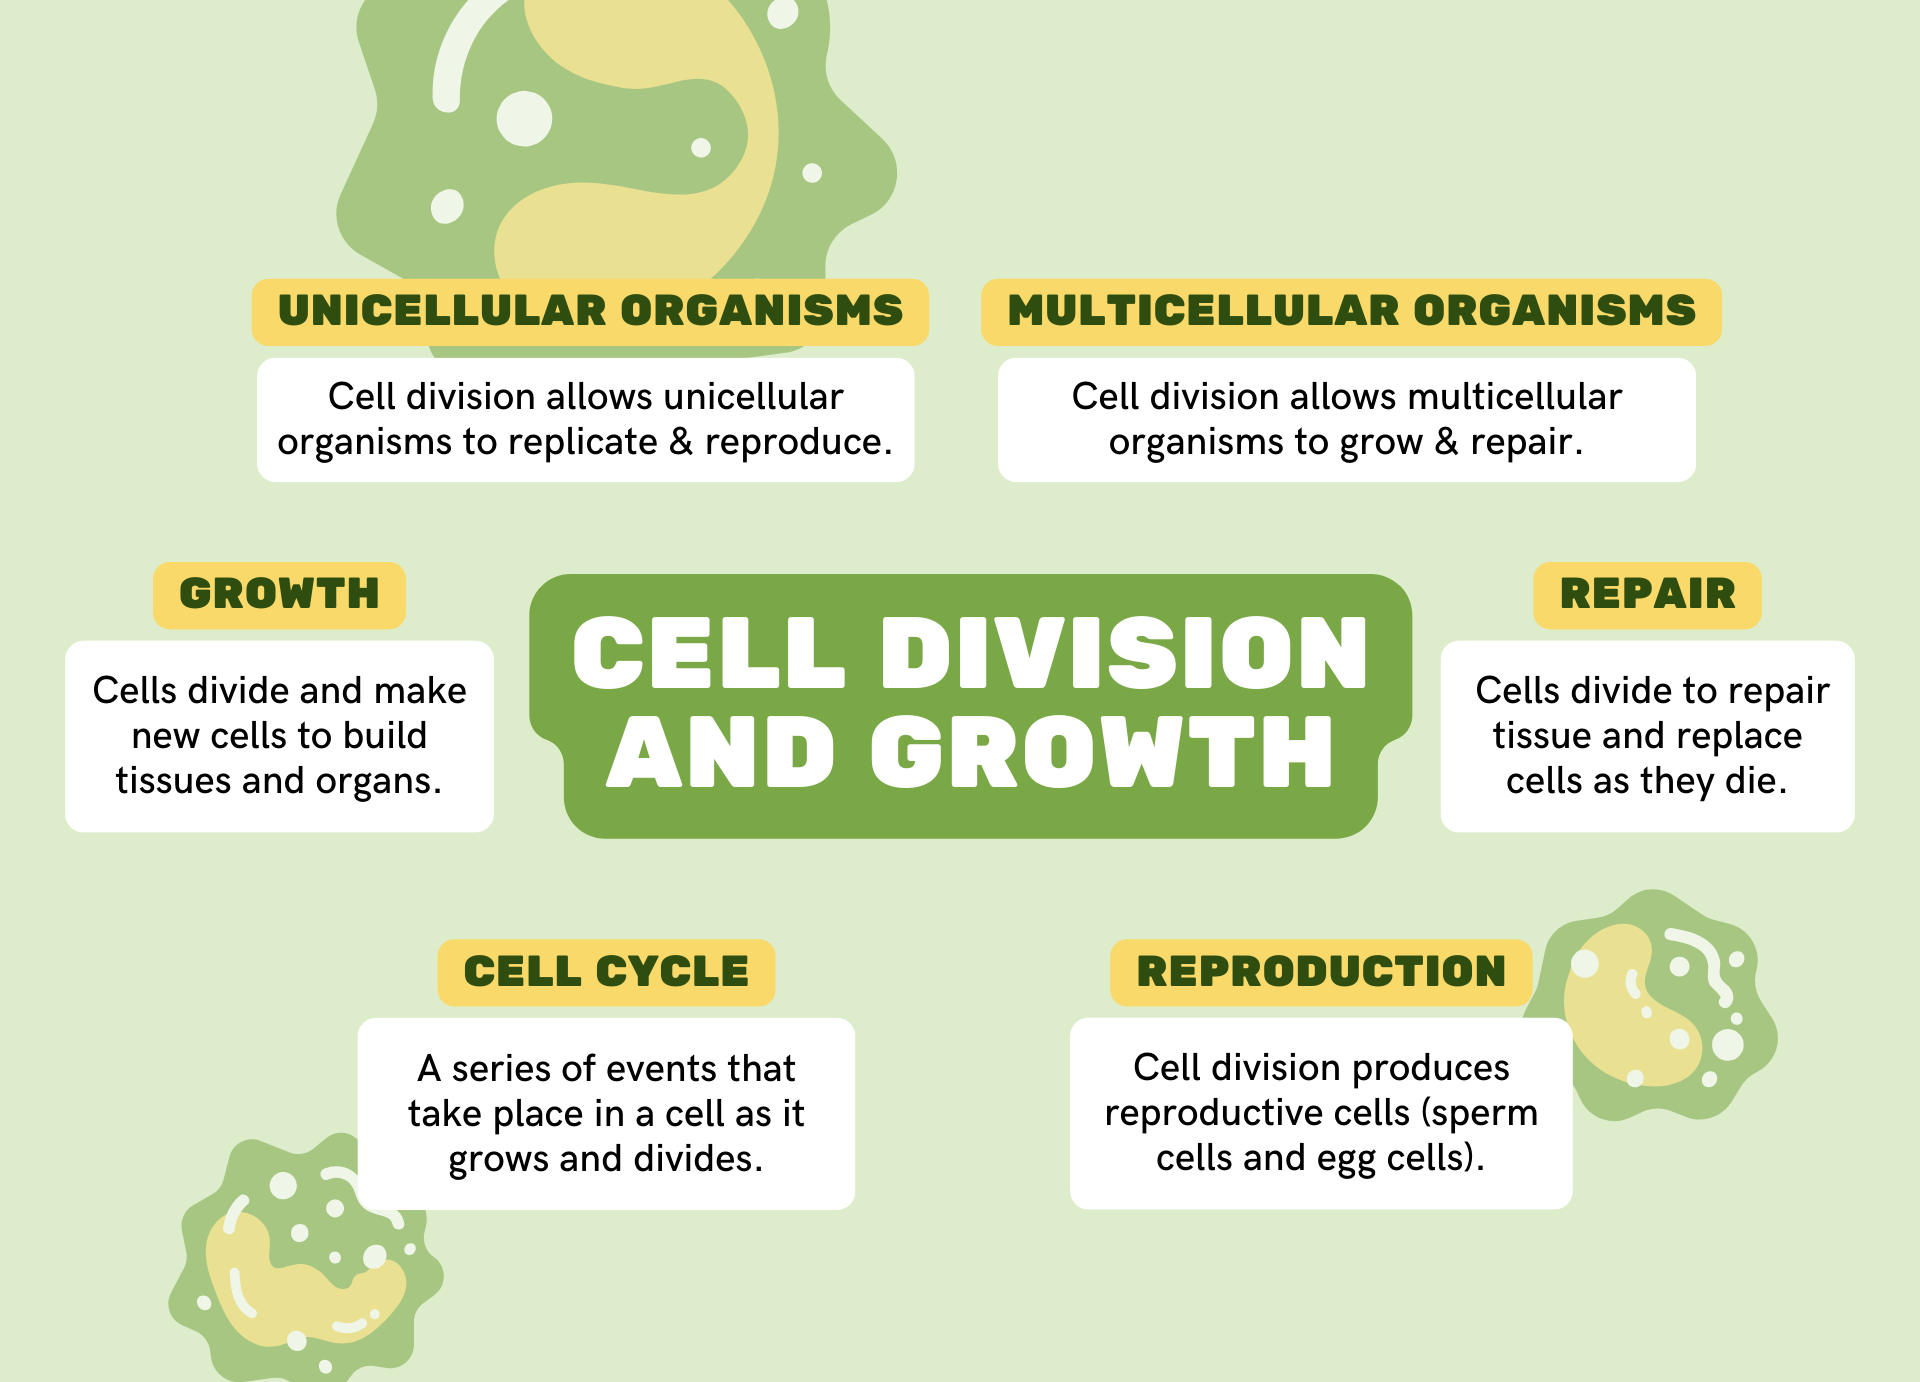 UNICELLULAR ORGANISMS
Cell division allows unicellular
organisms to replicate & reproduce.
MULTICELLULAR ORGANISMS
Cell division allows multicellular
organisms to grow & repair.
GROWTH
Cells divide and make
new cells to build
tissues and organs.
CELL DIVISION
AND GROWTH
REPAIR
Cells divide to repair
tissue and replace
cells as they die.
CELL CYCLE
A series of events that
take place in a cell as it
grows and divides.
REPRODUCTION
Cell division produces
reproductive cells (sperm
cells and egg cells).